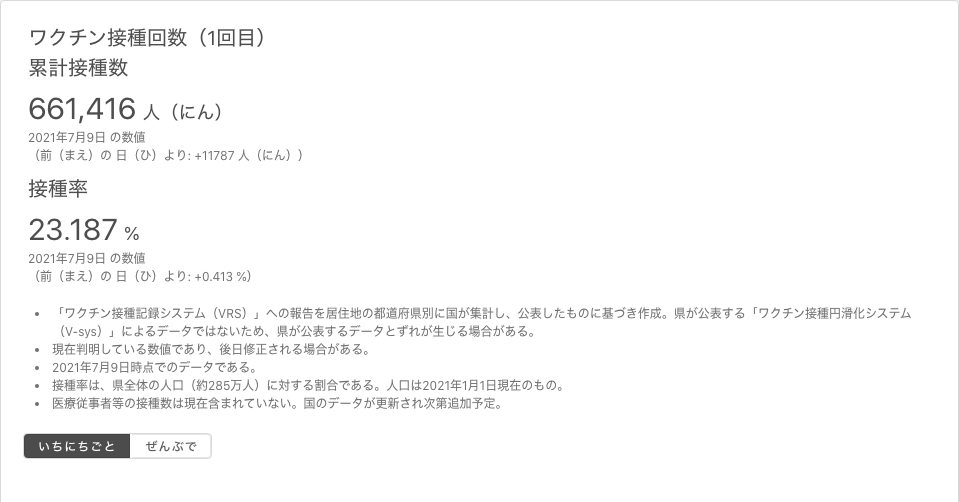 ワクチン接種回数（1回目）
累計接種数
661,416 人（にん）
2021年7月9日 の数値
（前（まえ）の 日（ひ）より: +11787 人（にん））
接種率
23.187 %
2021年7月9日 の数値
（前（まえ）の 日（ひ）より: +0.413 %）
• 「ワクチン接種記録システム（VRS）」への報告を居住地の都道府県別に国が集計し、公表したものに基づき作成。県が公表する「ワクチン接種円滑化システム
（V-sys）」によるデータではないため、県が公表するデータとずれが生じる場合がある。
• 現在判明している数値であり、後日修正される場合がある。
• 2021年7月9日時点でのデータである。
• 接種率は、県全体の人口（約285万人）に対する割合である。人口は2021年1月1日現在のもの。
• 医療従事者等の接種数は現在含まれていない。国のデータが更新され次第追加予定。
いちにちごと ぜんぶで